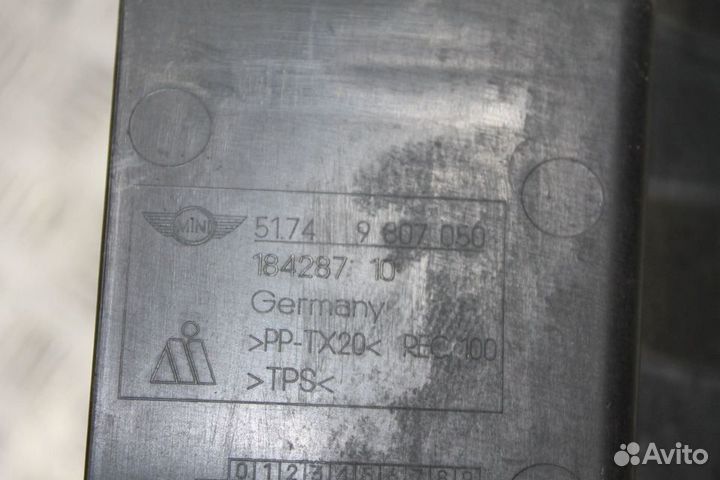 MINI 51.74 9 807 050
184287 10
Germany
>PP-TX20< REC 100
>TPS<
0 1 2 3 4 5 6 7 8 9
Avito